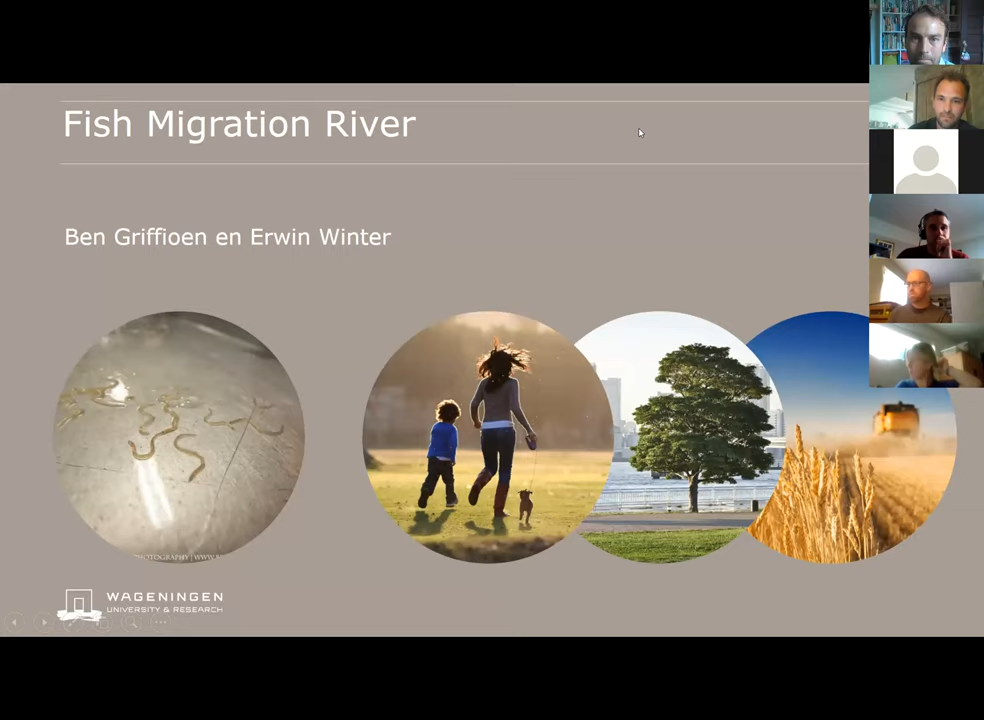 Fish Migration River
Ben Griffioen en Erwin Winter
WAGENINGEN
UNIVERSITY & RESEARCH